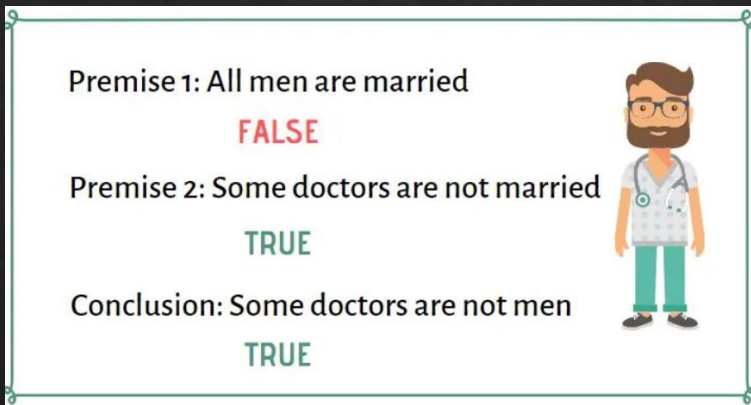 Premise 1: All men are married
FALSE
Premise 2: Some doctors are not married
TRUE
Conclusion: Some doctors are not men
TRUE